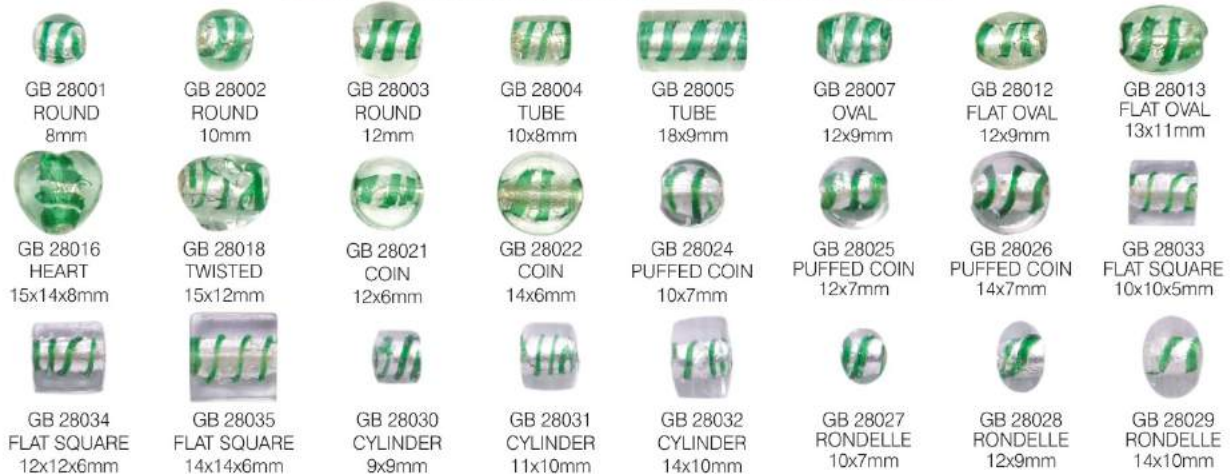 GB 28001
ROUND
8mm
GB 28002
ROUND
10mm
GB 28003
ROUND
12mm
GB 28004
TUBE
10x8mm
GB 28005
TUBE
18x9mm
GB 28007
OVAL
12x9mm
GB 28012
FLAT OVAL
12x9mm
GB 28013
FLAT OVAL
13x11mm
GB 28016
HEART
15x14x8mm
GB 28018
TWISTED
15x12mm
GB 28021
COIN
12x6mm
GB 28022
COIN
14x6mm
GB 28024
PUFFED COIN
10x7mm
GB 28025
PUFFED COIN
12x7mm
GB 28026
PUFFED COIN
14x7mm
GB 28033
FLAT SQUARE
10x10x5mm
GB 28034
FLAT SQUARE
12x12x6mm
GB 28035
FLAT SQUARE
14x14x6mm
GB 28030
CYLINDER
9x9mm
GB 28031
CYLINDER
11x10mm
GB 28032
CYLINDER
14x10mm
GB 28027
RONDELLE
10x7mm
GB 28028
RONDELLE
12x9mm
GB 28029
RONDELLE
14x10mm